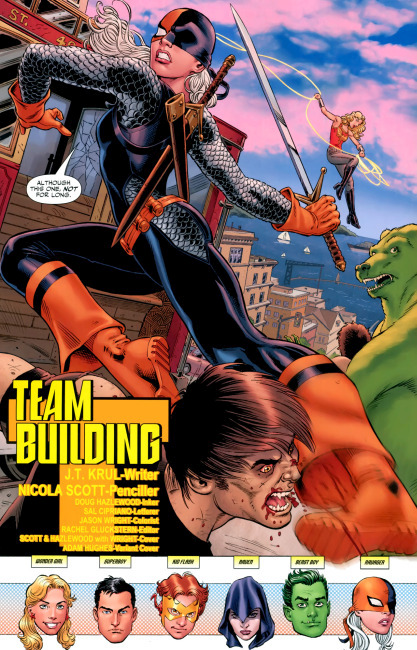 ST. 4
ALTHOUGH
THIS ONE, NOT
FOR LONG.
TEAM
BUILDING
J.T. KRUL-Writer
NICOLA SCOTT-Penciller
DOUG HAZLEWOOD-Inker
SAL CIPRIANO-Letterer
JASON WRIGHT-Colorist
RACHEL GLUCKSTERN-Editor
SCOTT & HAZLEWOOD with WRIGHT-Cover
ADAM HUGHES-Variant Cover
WONDER GIRL SUPERBOY KID FLASH RAVEN BEAST BOY RAVAGER